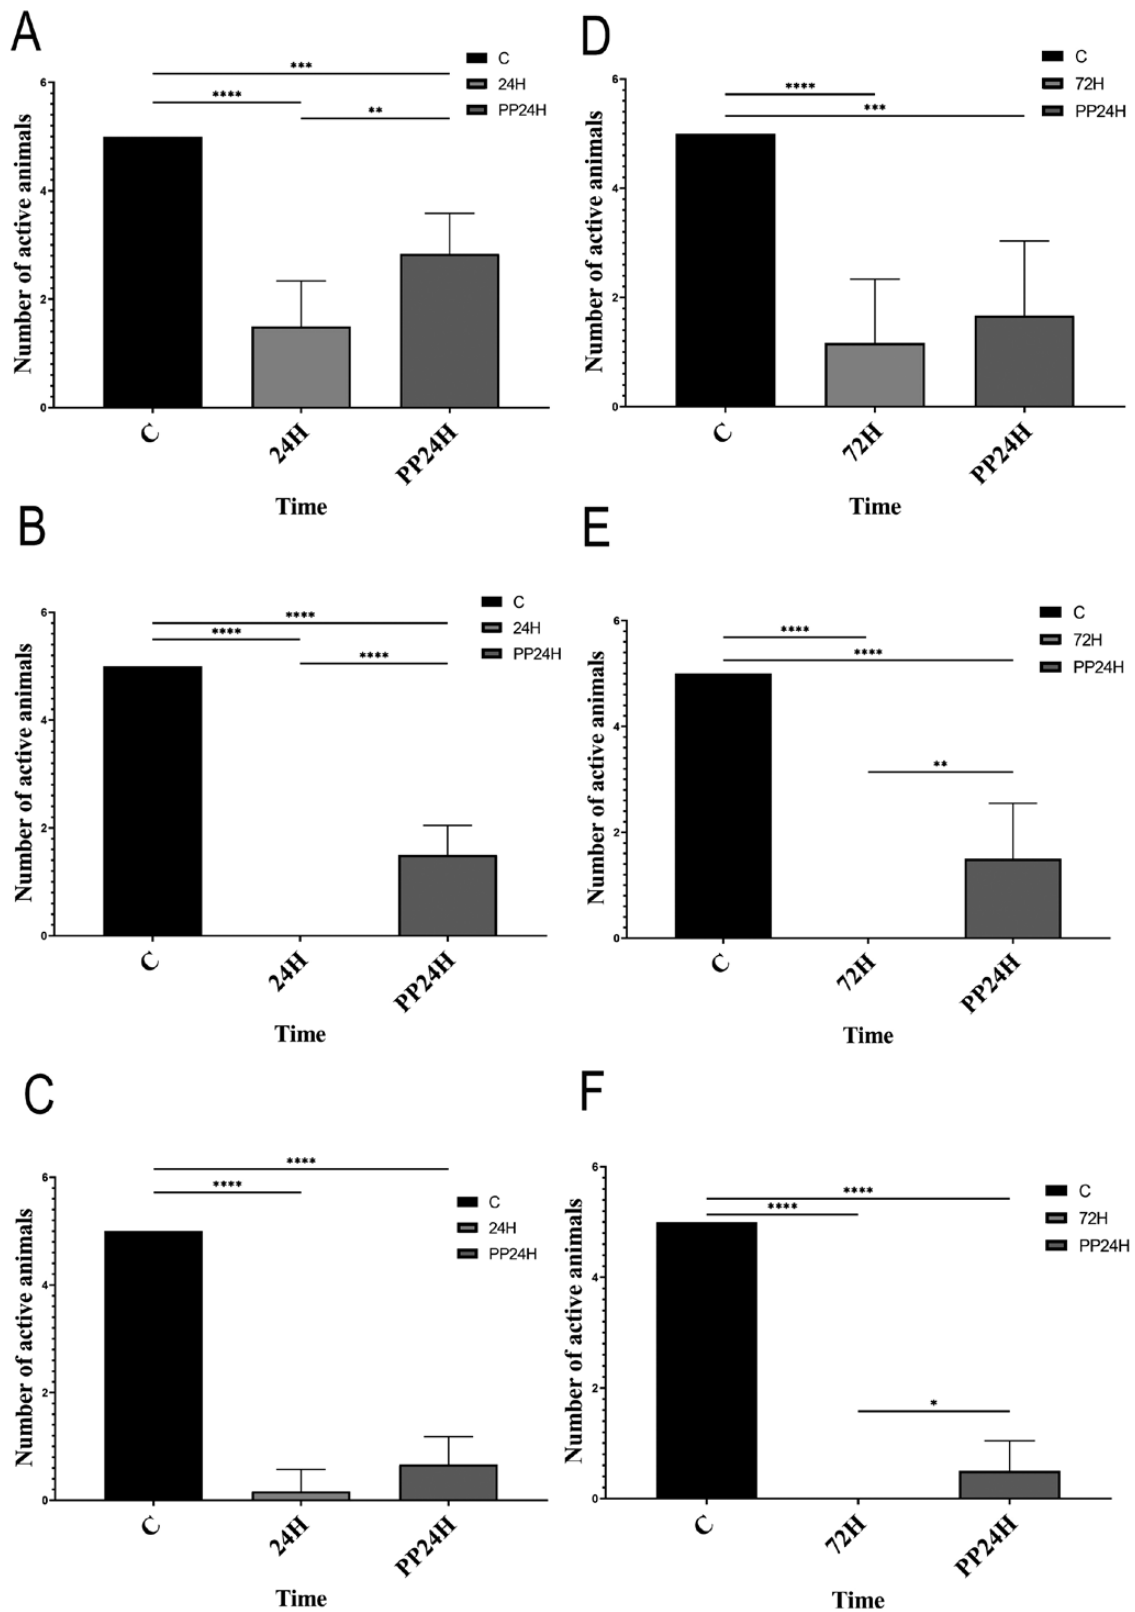 A
C
24H
PP24H
***
****
**
Number of active animals
6
4
2
0
C
24H
PP24H
Time
D
C
72H
PP24H
****
***
Number of active animals
6
4
2
0
C
72H
PP24H
Time
B
C
24H
PP24H
****
****
****
Number of active animals
6
4
2
0
C
24H
PP24H
Time
E
C
72H
PP24H
****
****
**
Number of active animals
6
4
2
0
C
72H
PP24H
Time
C
C
24H
PP24H
****
****
Number of active animals
6
4
2
0
C
24H
PP24H
Time
F
C
72H
PP24H
****
****
*
Number of active animals
6
4
2
0
C
72H
PP24H
Time